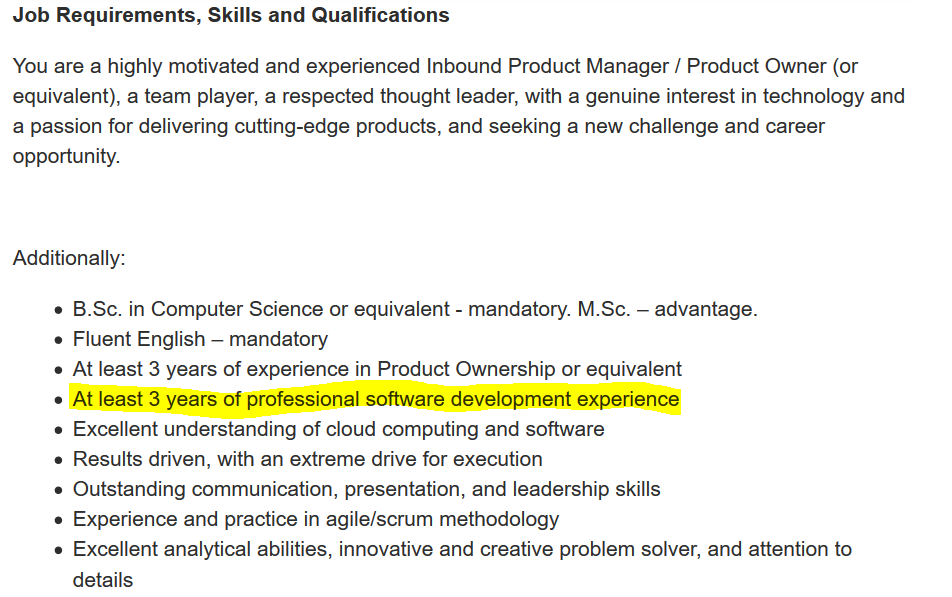 Job Requirements, Skills and Qualifications
You are a highly motivated and experienced Inbound Product Manager / Product Owner (or
equivalent), a team player, a respected thought leader, with a genuine interest in technology and
a passion for delivering cutting-edge products, and seeking a new challenge and career
opportunity.
Additionally:
• B.Sc. in Computer Science or equivalent - mandatory. M.Sc. – advantage.
• Fluent English – mandatory
• At least 3 years of experience in Product Ownership or equivalent
• At least 3 years of professional software development experience
• Excellent understanding of cloud computing and software
• Results driven, with an extreme drive for execution
• Outstanding communication, presentation, and leadership skills
• Experience and practice in agile/scrum methodology
• Excellent analytical abilities, innovative and creative problem solver, and attention to
details